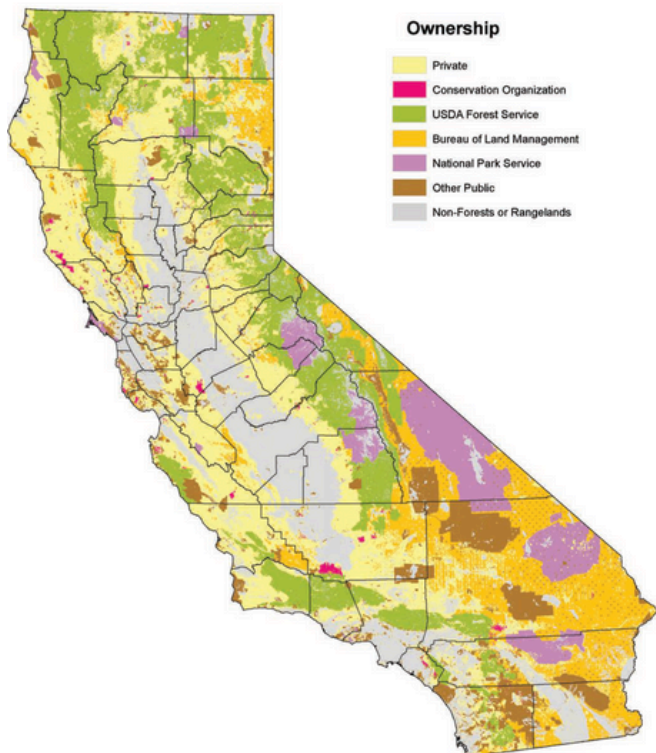 Ownership
Private
Conservation Organization
USDA Forest Service
Bureau of Land Management
National Park Service
Other Public
Non-Forests or Rangelands